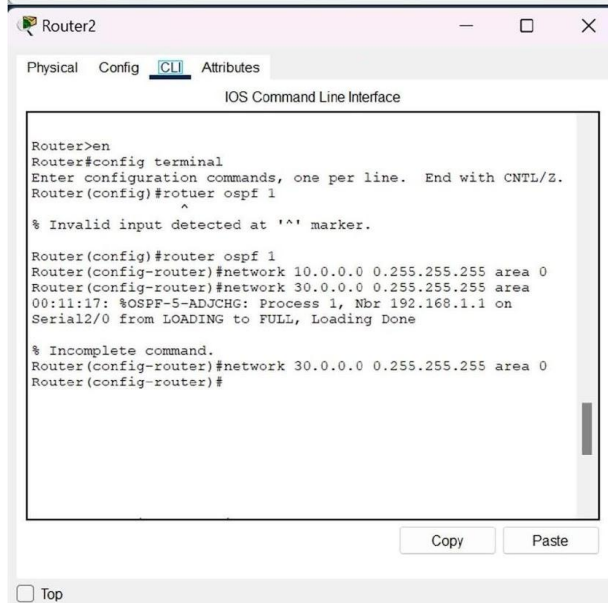 Router2
Physical Config CLI Attributes
IOS Command Line Interface
Router>en
Router#config terminal
Enter configuration commands, one per line. End with CNTL/Z.
Router(config)#rotuer ospf 1
^
% Invalid input detected at '^' marker.
Router(config)#router ospf 1
Router(config-router)#network 10.0.0.0 0.255.255.255 area 0
Router(config-router)#network 30.0.0.0 0.255.255.255 area
00:11:17: %OSPF-5-ADJCHG: Process 1, Nbr 192.168.1.1 on
Serial2/0 from LOADING to FULL, Loading Done
% Incomplete command.
Router(config-router)#network 30.0.0.0 0.255.255.255 area 0
Router(config-router)#
Copy Paste
Top